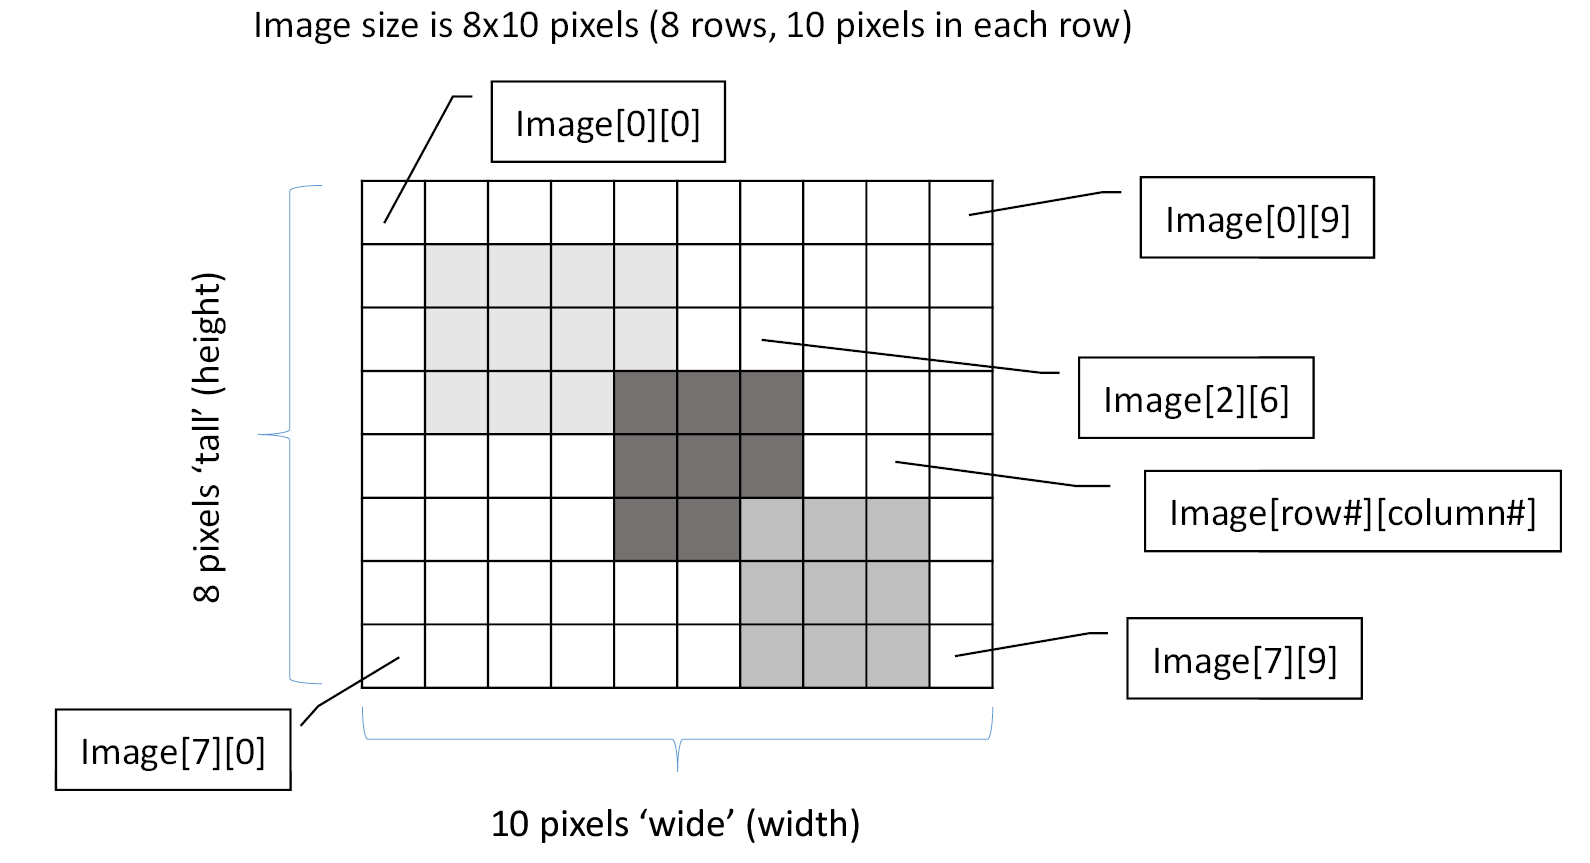 Image size is 8x10 pixels (8 rows, 10 pixels in each row)
Image[0][0]
Image[0][9]
8 pixels ‘tall’ (height)
Image[2][6]
Image[row#][column#]
Image[7][9]
Image[7][0]
10 pixels ‘wide’ (width)